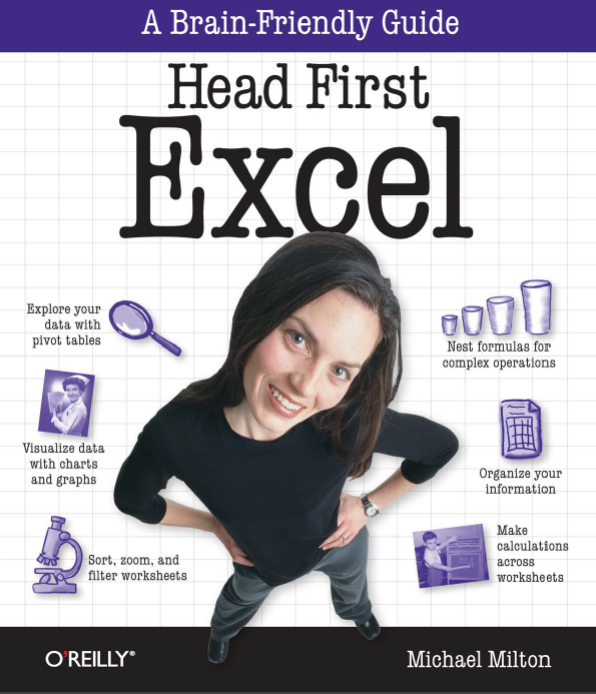 A Brain-Friendly Guide
Head First
Excel
Explore your
data with
pivot tables
Nest formulas for
complex operations
Visualize data
with charts
and graphs
Organize your
information
Sort, zoom, and
filter worksheets
Make
calculations
across
worksheets
O'REILLY®
Michael Milton